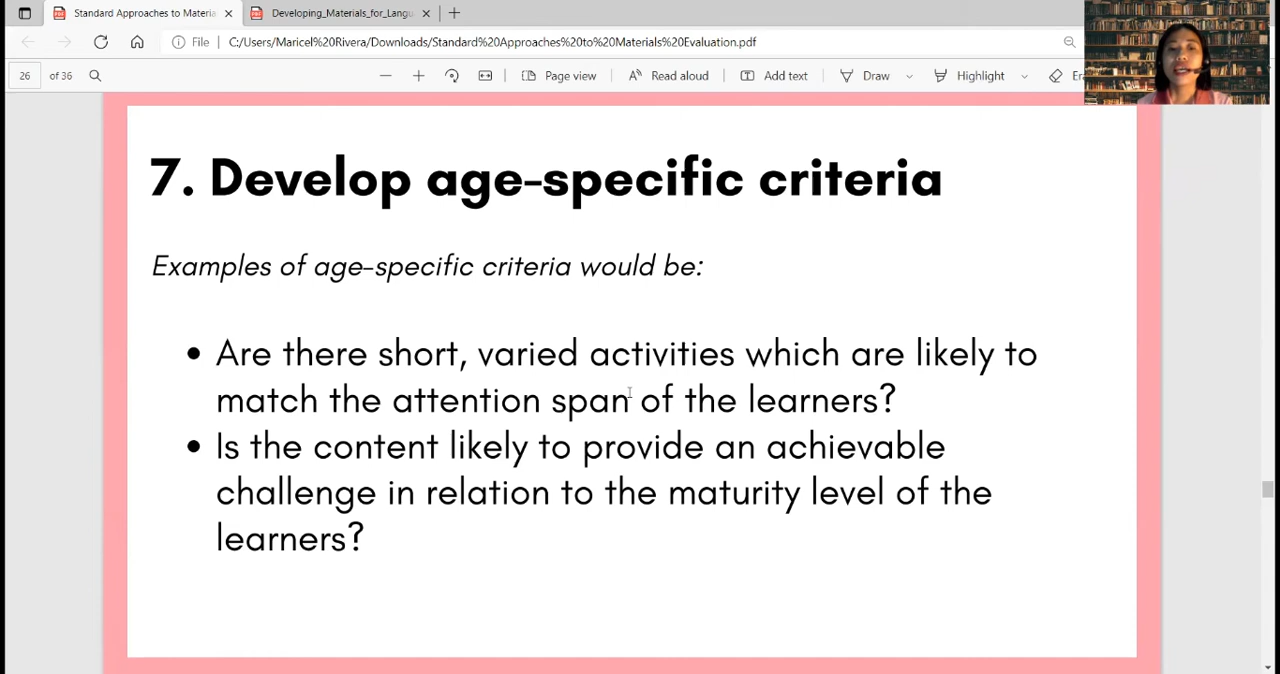 Standard Approaches to Materia
Developing_Materials_for_Langu
File
C:/Users/Maricel%20Rivera/Downloads/Standard%20Approaches%20to%20Materials%20Evaluation.pdf
26 of 36
Page view
Read aloud
Add text
Draw
Highlight
Era
7. Develop age-specific criteria
Examples of age-specific criteria would be:
• Are there short, varied activities which are likely to
match the attention span of the learners?
• Is the content likely to provide an achievable
challenge in relation to the maturity level of the
learners?